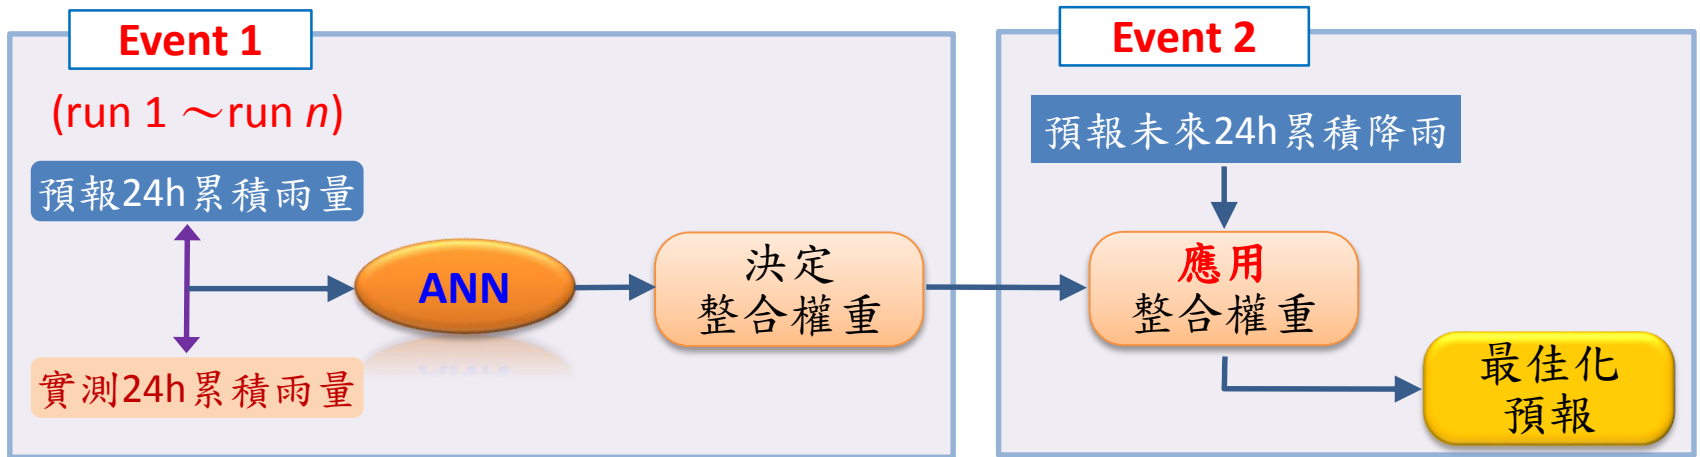 Event 1
(run 1 ～run n)
預報24h累積雨量
實測24h累積雨量
ANN
決定
整合權重
Event 2
預報未來24h累積降雨
應用
整合權重
最佳化
預報